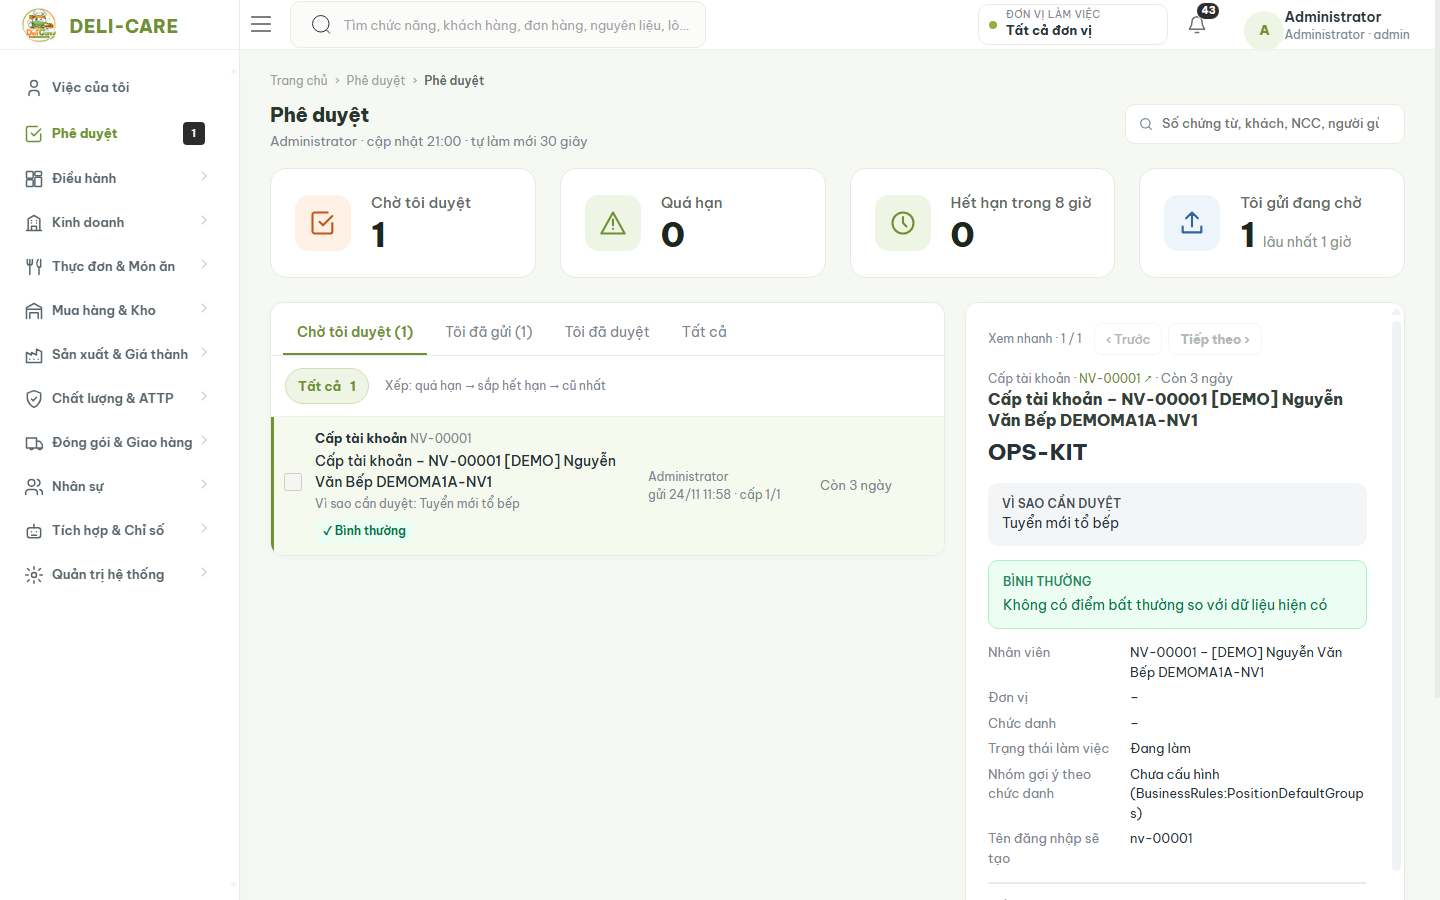 DELI-CARE
Tìm chức năng, khách hàng, đơn hàng, nguyên liệu, lô...
ĐƠN VỊ LÀM VIỆC
Tất cả đơn vị
43
A
Administrator
Administrator · admin
Việc của tôi
Phê duyệt
1
Điều hành
Kinh doanh
Thực đơn & Món ăn
Mua hàng & Kho
Sản xuất & Giá thành
Chất lượng & ATTP
Đóng gói & Giao hàng
Nhân sự
Tích hợp & Chỉ số
Quản trị hệ thống
Trang chủ › Phê duyệt › Phê duyệt
Phê duyệt
Administrator · cập nhật 21:00 · tự làm mới 30 giây
Số chứng từ, khách, NCC, người gử
Chờ tôi duyệt
1
Quá hạn
0
Hết hạn trong 8 giờ
0
Tôi gửi đang chờ
1 lâu nhất 1 giờ
Chờ tôi duyệt (1)
Tôi đã gửi (1)
Tôi đã duyệt
Tất cả
Tất cả 1
Xếp: quá hạn → sắp hết hạn → cũ nhất
Cấp tài khoản NV-00001
Cấp tài khoản – NV-00001 [DEMO] Nguyễn
Văn Bếp DEMOMA1A-NV1
Vì sao cần duyệt: Tuyển mới tổ bếp
✓ Bình thường
Administrator
gửi 24/11 11:58 · cấp 1/1
Còn 3 ngày
Xem nhanh · 1 / 1
‹ Trước
Tiếp theo ›
Cấp tài khoản · NV-00001 ↗ · Còn 3 ngày
Cấp tài khoản – NV-00001 [DEMO] Nguyễn
Văn Bếp DEMOMA1A-NV1
OPS-KIT
VÌ SAO CẦN DUYỆT
Tuyển mới tổ bếp
BÌNH THƯỜNG
Không có điểm bất thường so với dữ liệu hiện có
Nhân viên
NV-00001 – [DEMO] Nguyễn Văn
Bếp DEMOMA1A-NV1
Đơn vị
–
Chức danh
–
Trạng thái làm việc
Đang làm
Nhóm gợi ý theo
chức danh
Chưa cấu hình
(BusinessRules:PositionDefaultGroup
s)
Tên đăng nhập sẽ
tạo
nv-00001